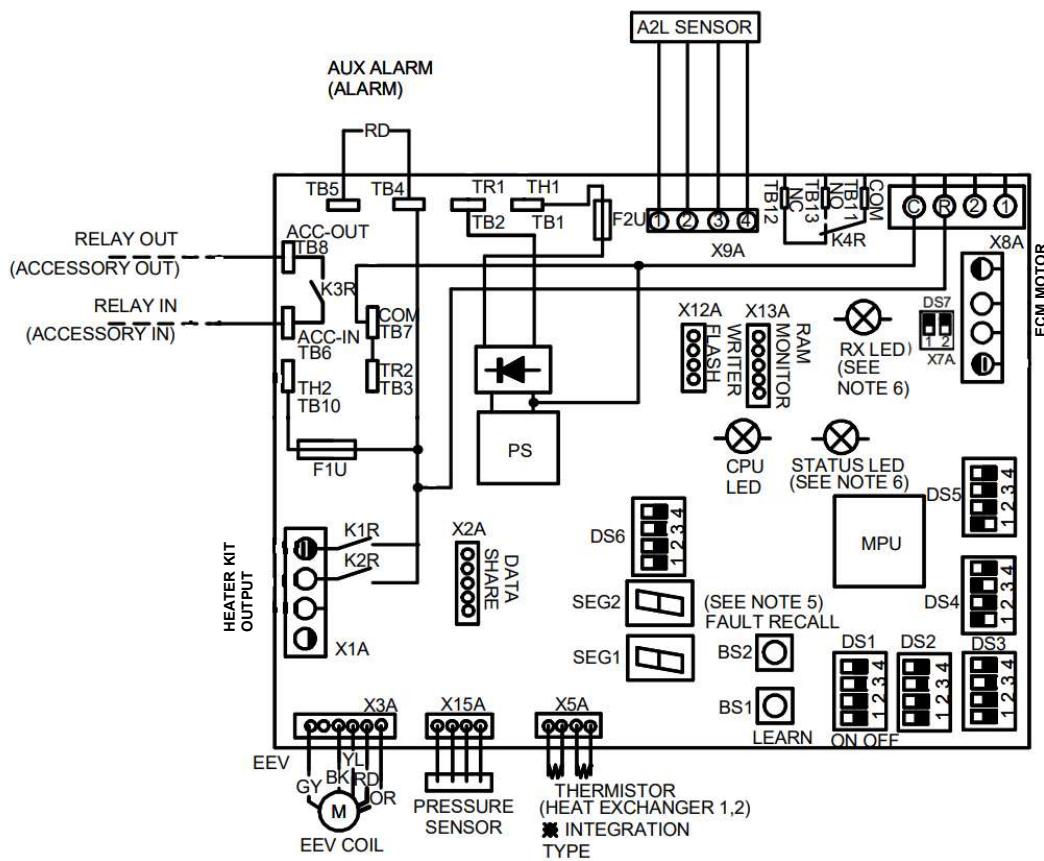 A2L SENSOR
AUX ALARM
(ALARM)
RD
TB5
TB4
TR1
TH1
TB2
TB1
F2U
1 2 3 4
X9A
TB12
NC
TB13
NO
TB11
COM
K4R
C R 2 1
X8A
ECM MOTOR
RELAY OUT
(ACCESSORY OUT)
ACC-OUT
TB8
K3R
RELAY IN
(ACCESSORY IN)
ACC-IN
TB6
COM
TB7
TH2
TB10
TR2
TB3
F1U
PS
X12A
FLASH
WRITER
X13A
RAM
MONITOR
RX LED)
(SEE
NOTE 6)
DS7
1 2
X7A
CPU
LED
STATUS LED
(SEE NOTE 6)
MPU
DS5
1 2 3 4
DS4
1 2 3 4
HEATER KIT
OUTPUT
K1R
K2R
X1A
X2A
DATA
SHARE
DS6
1 2 3 4
SEG2
(SEE NOTE 5)
FAULT RECALL
SEG1
BS2
BS1
LEARN
DS1
1 2 3 4
DS2
1 2 3 4
DS3
1 2 3 4
ON OFF
X3A
X15A
X5A
EEV
GY
BK
YL
RD
OR
M
EEV COIL
PRESSURE
SENSOR
THERMISTOR
(HEAT EXCHANGER 1,2)
※ INTEGRATION
TYPE